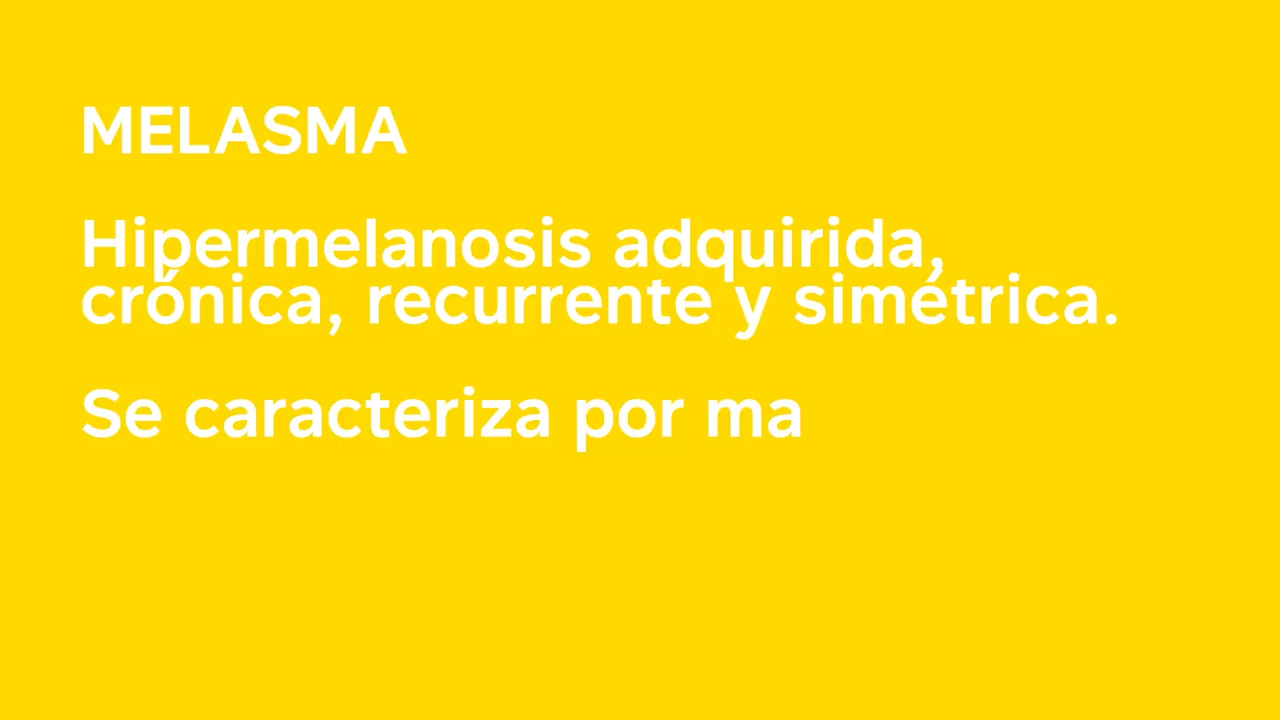 MELASMA
Hipermelanosis adquirida,
crónica, recurrente y simétrica.
Se caracteriza por ma